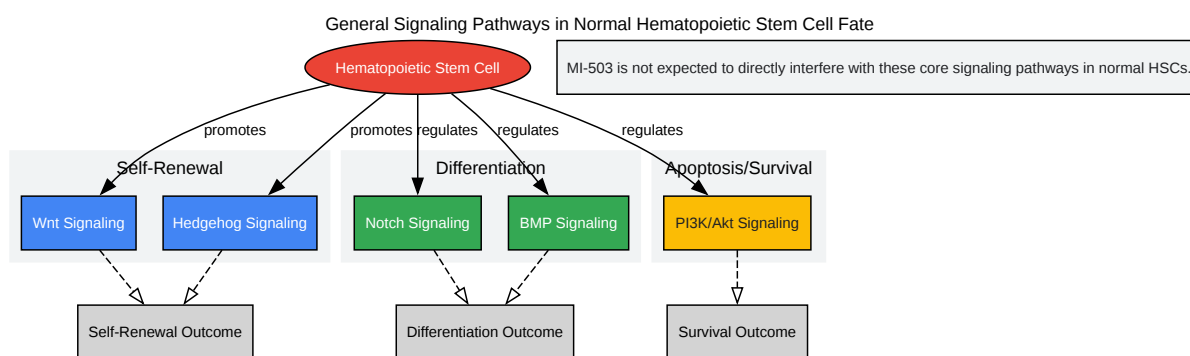 General Signaling Pathways in Normal Hematopoietic Stem Cell Fate
Hematopoietic Stem Cell
MI-503 is not expected to directly interfere with these core signaling pathways in normal HSCs.
promotes
promotes
regulates
regulates
regulates
Self-Renewal
Differentiation
Apoptosis/Survival
Wnt Signaling
Hedgehog Signaling
Notch Signaling
BMP Signaling
PI3K/Akt Signaling
Self-Renewal Outcome
Differentiation Outcome
Survival Outcome